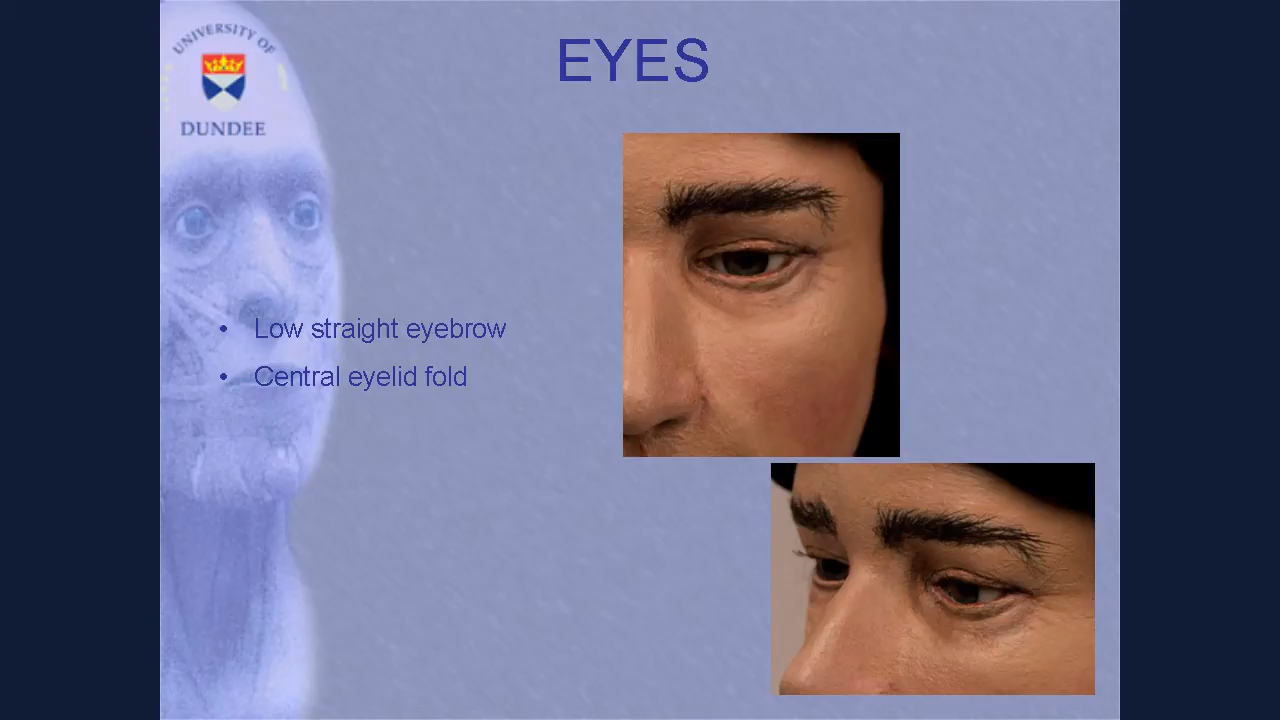 UNIVERSITY OF
DUNDEE
EYES
• Low straight eyebrow
• Central eyelid fold